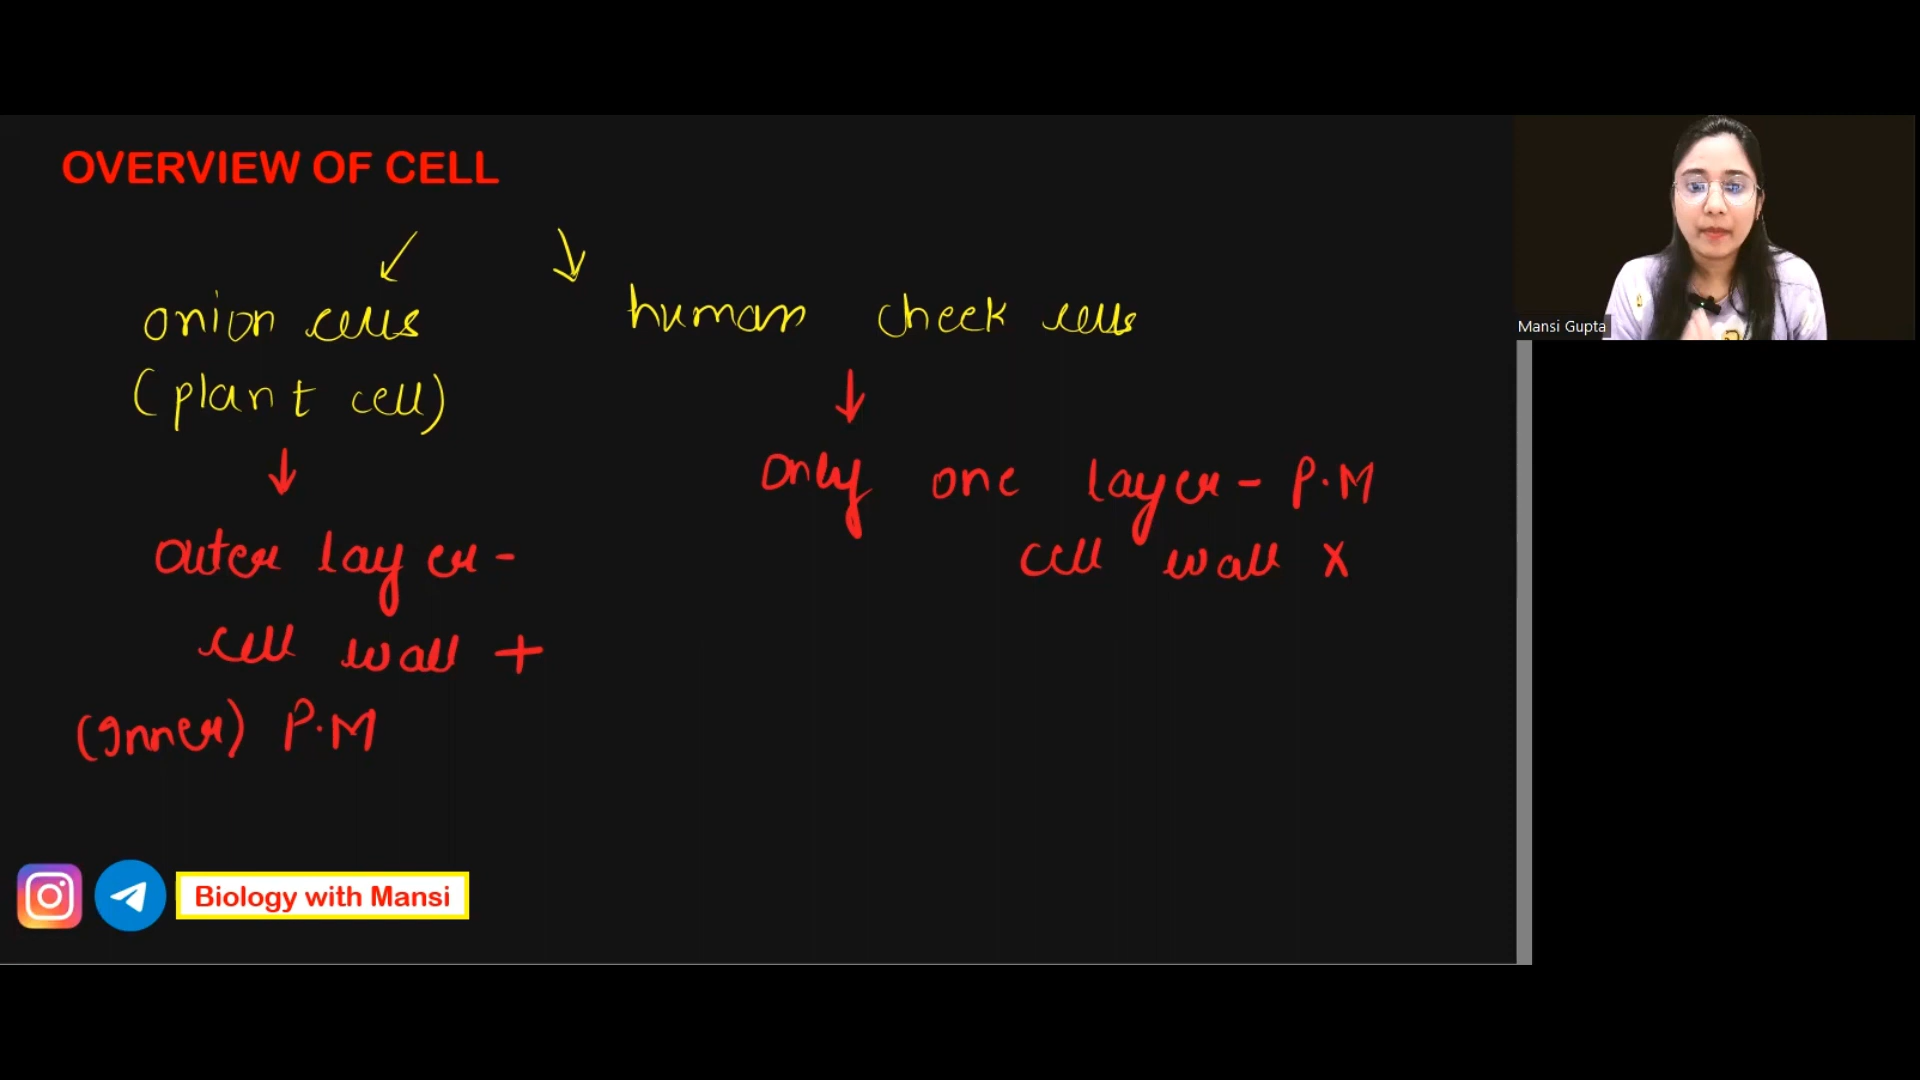 OVERVIEW OF CELL
onion cells
(plant cell)
outer layer -
cell wall +
(Inner) P.M
human cheek cells
only one layer - P.M
cell wall X
Mansi Gupta
Biology with Mansi